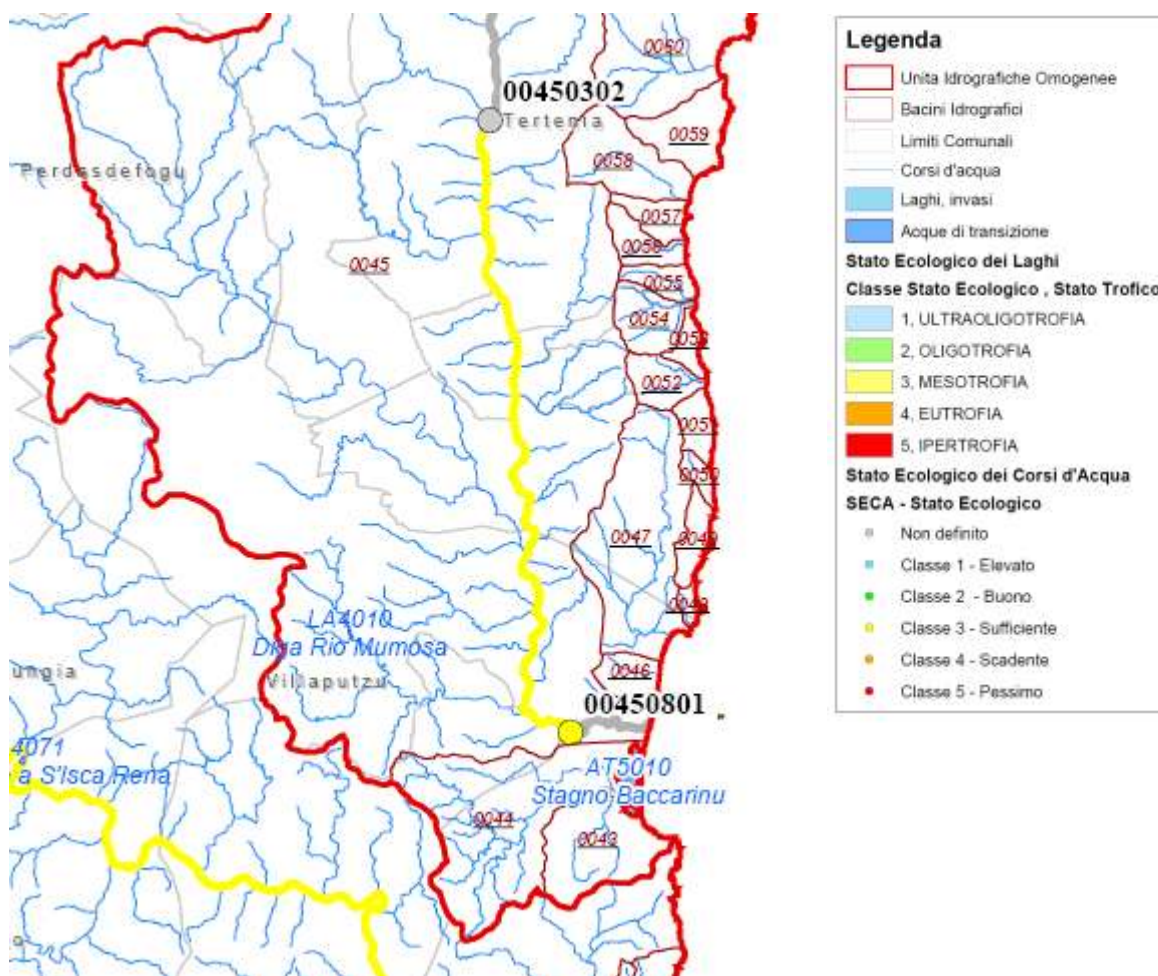 0060
00450302
Tertenia
0059
Perdasdefogu
0058
0057
0056
0045
0055
0054
0053
0052
0050
0047
0049
0048
LA4010
Diga Rio Mumosa
ungia
Villaputzu
0046
00450801
4071
a S'Isca Rena
AT5010
Stagno Baccarinu
0044
0043
Legenda
Unita Idrografiche Omogenee
Bacini Idrografici
Limiti Comunali
Corsi d'acqua
Laghi, invasi
Acque di transizione
Stato Ecologico dei Laghi
Classe Stato Ecologico , Stato Trofico
1, ULTRAOLIGOTROFIA
2, OLIGOTROFIA
3, MESOTROFIA
4, EUTROFIA
5, IPERTROFIA
Stato Ecologico dei Corsi d'Acqua
SECA - Stato Ecologico
Non definito
Classe 1 - Elevato
Classe 2 - Buono
Classe 3 - Sufficiente
Classe 4 - Scadente
Classe 5 - Pessimo